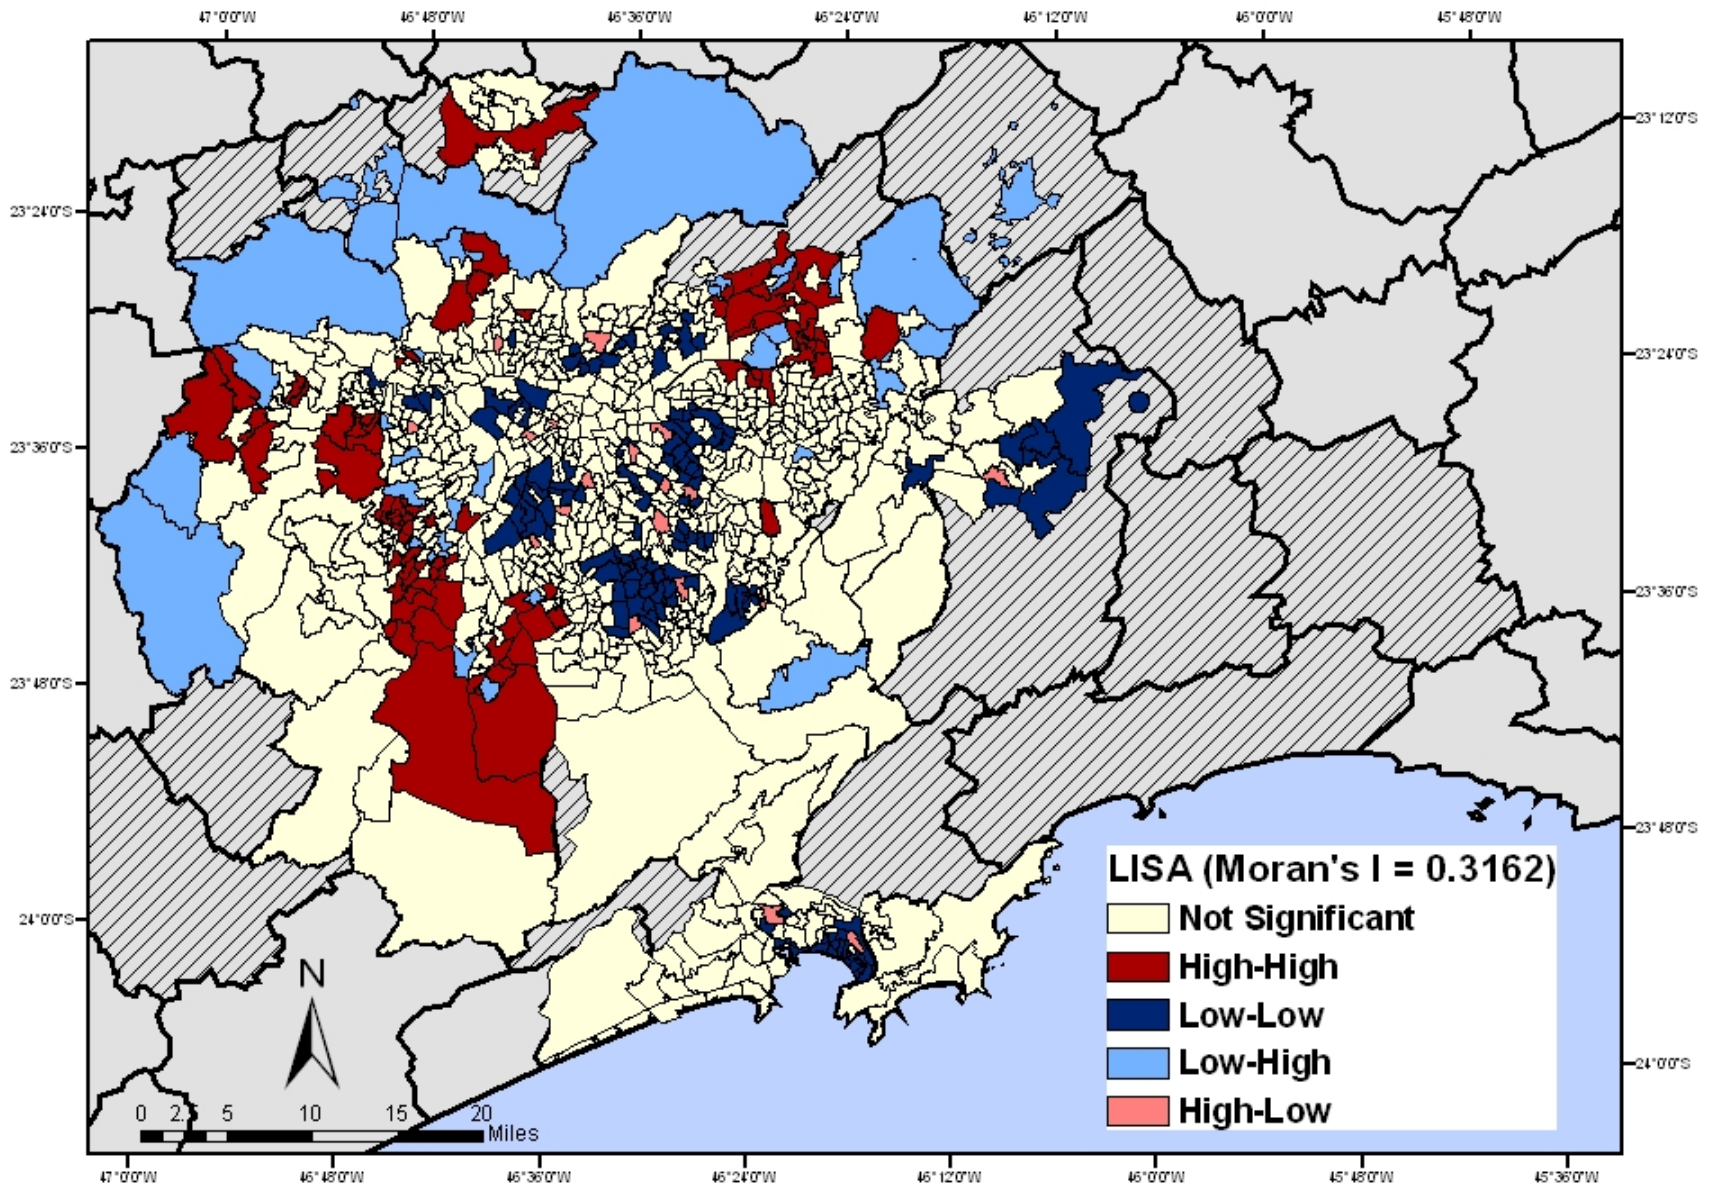 47°0'0"W 46°48'0"W 46°36'0"W 46°24'0"W 46°12'0"W 46°0'0"W 45°48'0"W
23°12'0"S
23°24'0"S
23°24'0"S
23°36'0"S
23°36'0"S
23°48'0"S
23°48'0"S
LISA (Moran's I = 0.3162)
Not Significant
24°0'0"S
High-High
N
Low-Low
Low-High
24°0'0"S
High-Low
0 2.5 5 10 15 20
Miles
47°0'0"W 46°48'0"W 46°36'0"W 46°24'0"W 46°12'0"W 46°0'0"W 45°48'0"W 45°36'0"W